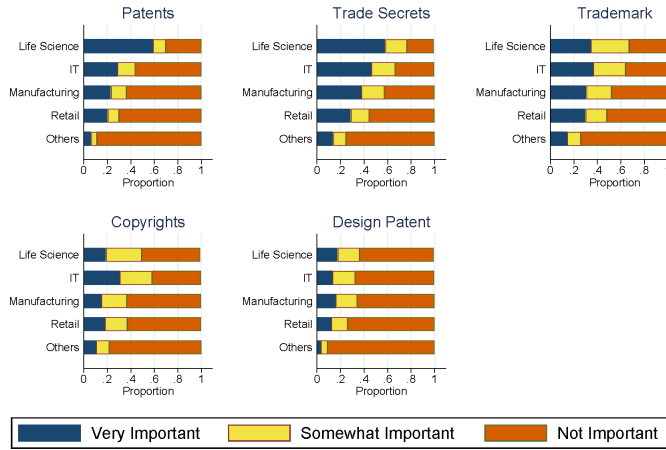 Patents
Life Science
IT
Manufacturing
Retail
Others
0 .2 .4 .6 .8 1
Proportion
Trade Secrets
Life Science
IT
Manufacturing
Retail
Others
0 .2 .4 .6 .8 1
Proportion
Trademark
Life Science
IT
Manufacturing
Retail
Others
0 .2 .4 .6 .8
Proportion
Copyrights
Life Science
IT
Manufacturing
Retail
Others
0 .2 .4 .6 .8 1
Proportion
Design Patent
Life Science
IT
Manufacturing
Retail
Others
0 .2 .4 .6 .8 1
Proportion
Very Important Somewhat Important Not Important